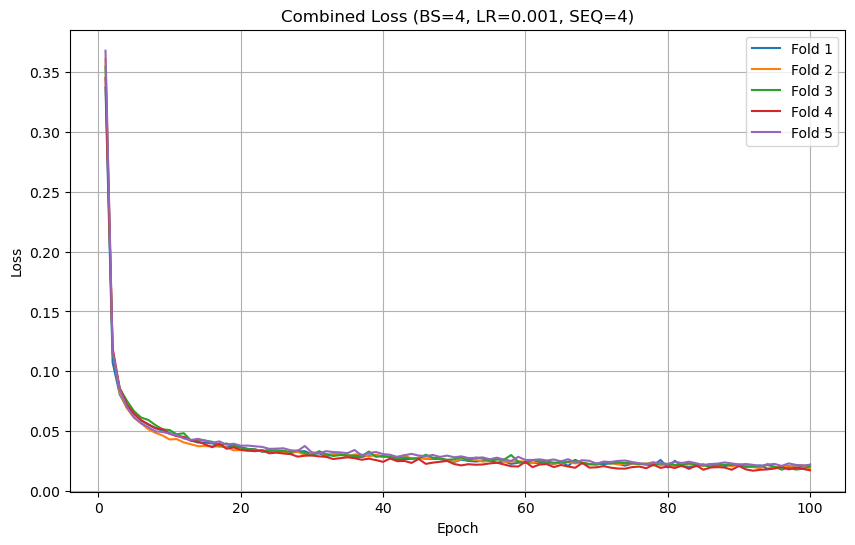 Combined Loss (BS=4, LR=0.001, SEQ=4)
Fold 1
Fold 2
Fold 3
Fold 4
Fold 5
Loss
0.35
0.30
0.25
0.20
0.15
0.10
0.05
0.00
0 20 40 60 80 100
Epoch